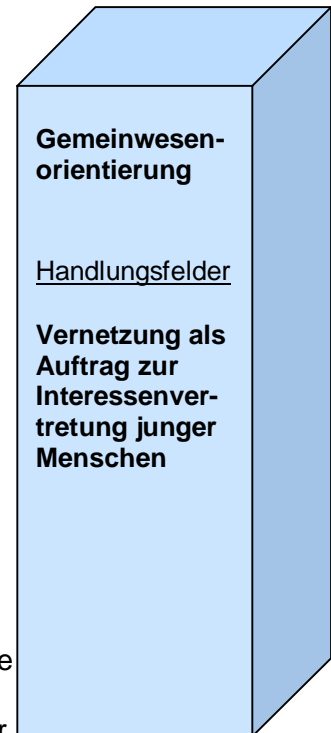 Gemeinwesen-
orientierung
Handlungsfelder
Vernetzung als
Auftrag zur
Interessenver-
tretung junger
Menschen